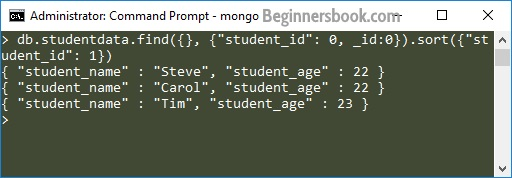 Administrator: Command Prompt - mongo
Beginnersbook.com
> db.studentdata.find({}, {"student_id": 0, _id:0}).sort({"st
udent_id": 1})
{ "student_name" : "Steve", "student_age" : 22 }
{ "student_name" : "Carol", "student_age" : 22 }
{ "student_name" : "Tim", "student_age" : 23 }
>